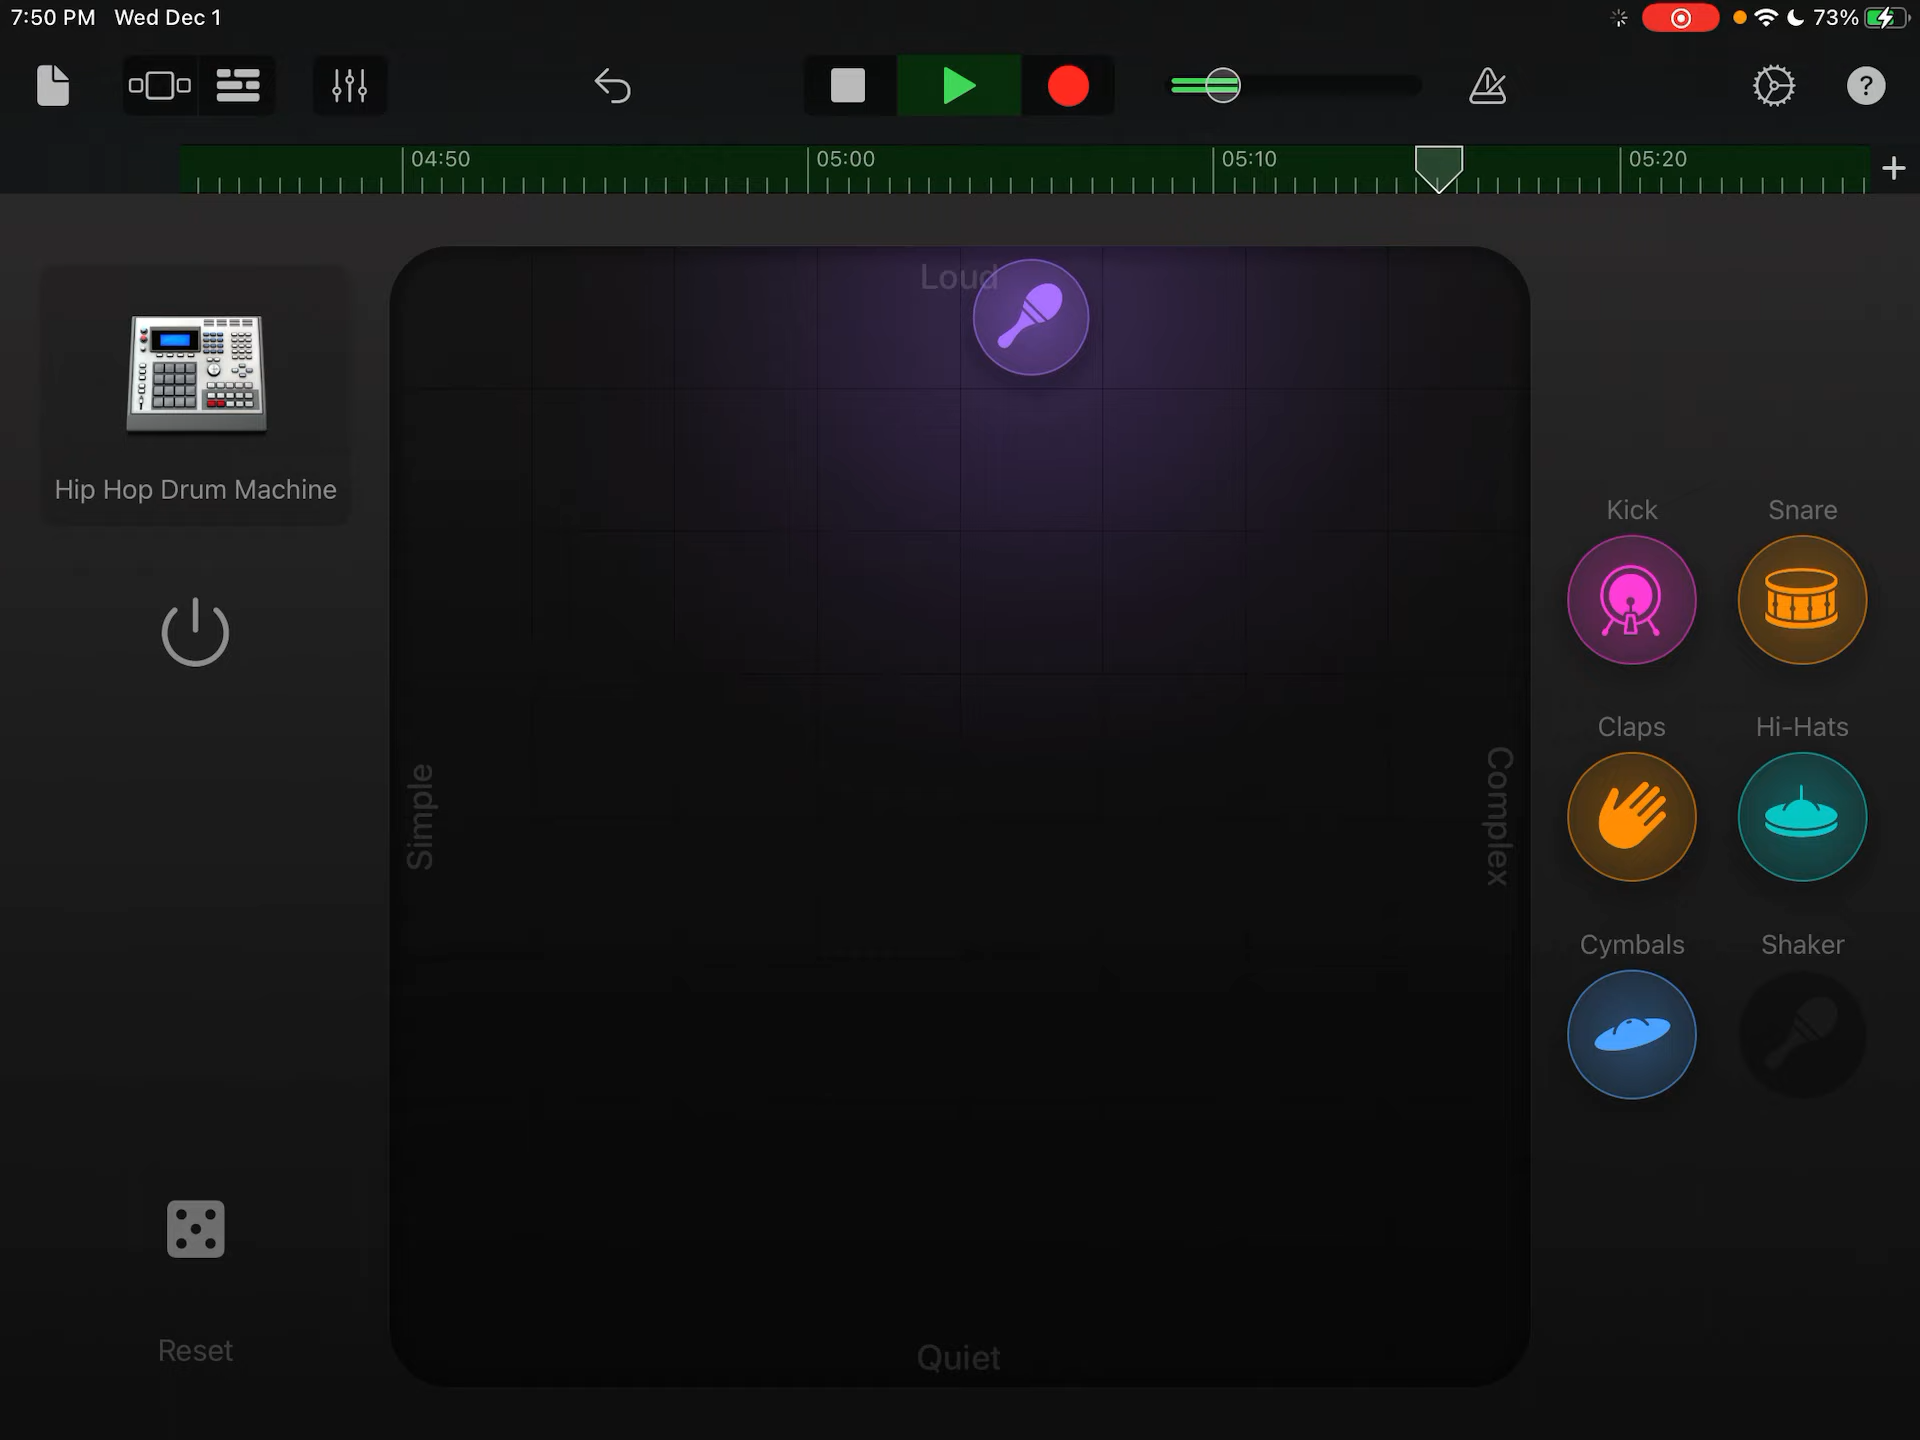 7:50 PM Wed Dec 1
73%
04:50 05:00 05:10 05:20
Loud
Hip Hop Drum Machine
Kick Snare
Simple
Complex
Claps Hi-Hats
Cymbals Shaker
Reset
Quiet